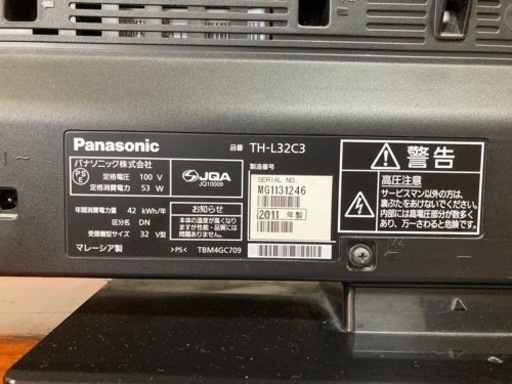 Panasonic
品番 TH-L32C3
パナソニック株式会社
PSE
定格電圧 100 V
定格消費電力 53 W
JQA
JQ10009
製造番号
SERIAL NO.
MG1131246
2011 年製
年間消費電力量 42 kWh/年
区分名 DN
受信機型サイズ 32 V型
マレーシア製
お知らせ
本体の温度が高くなり
ますが性能・品質には
問題ありません
>PS< TBM4GC709
警告
高圧注意
サービスマン以外の方は、
裏ぶたをあけないでください。
内部には高電圧部分が数多く
あり、万一さわると危険です。